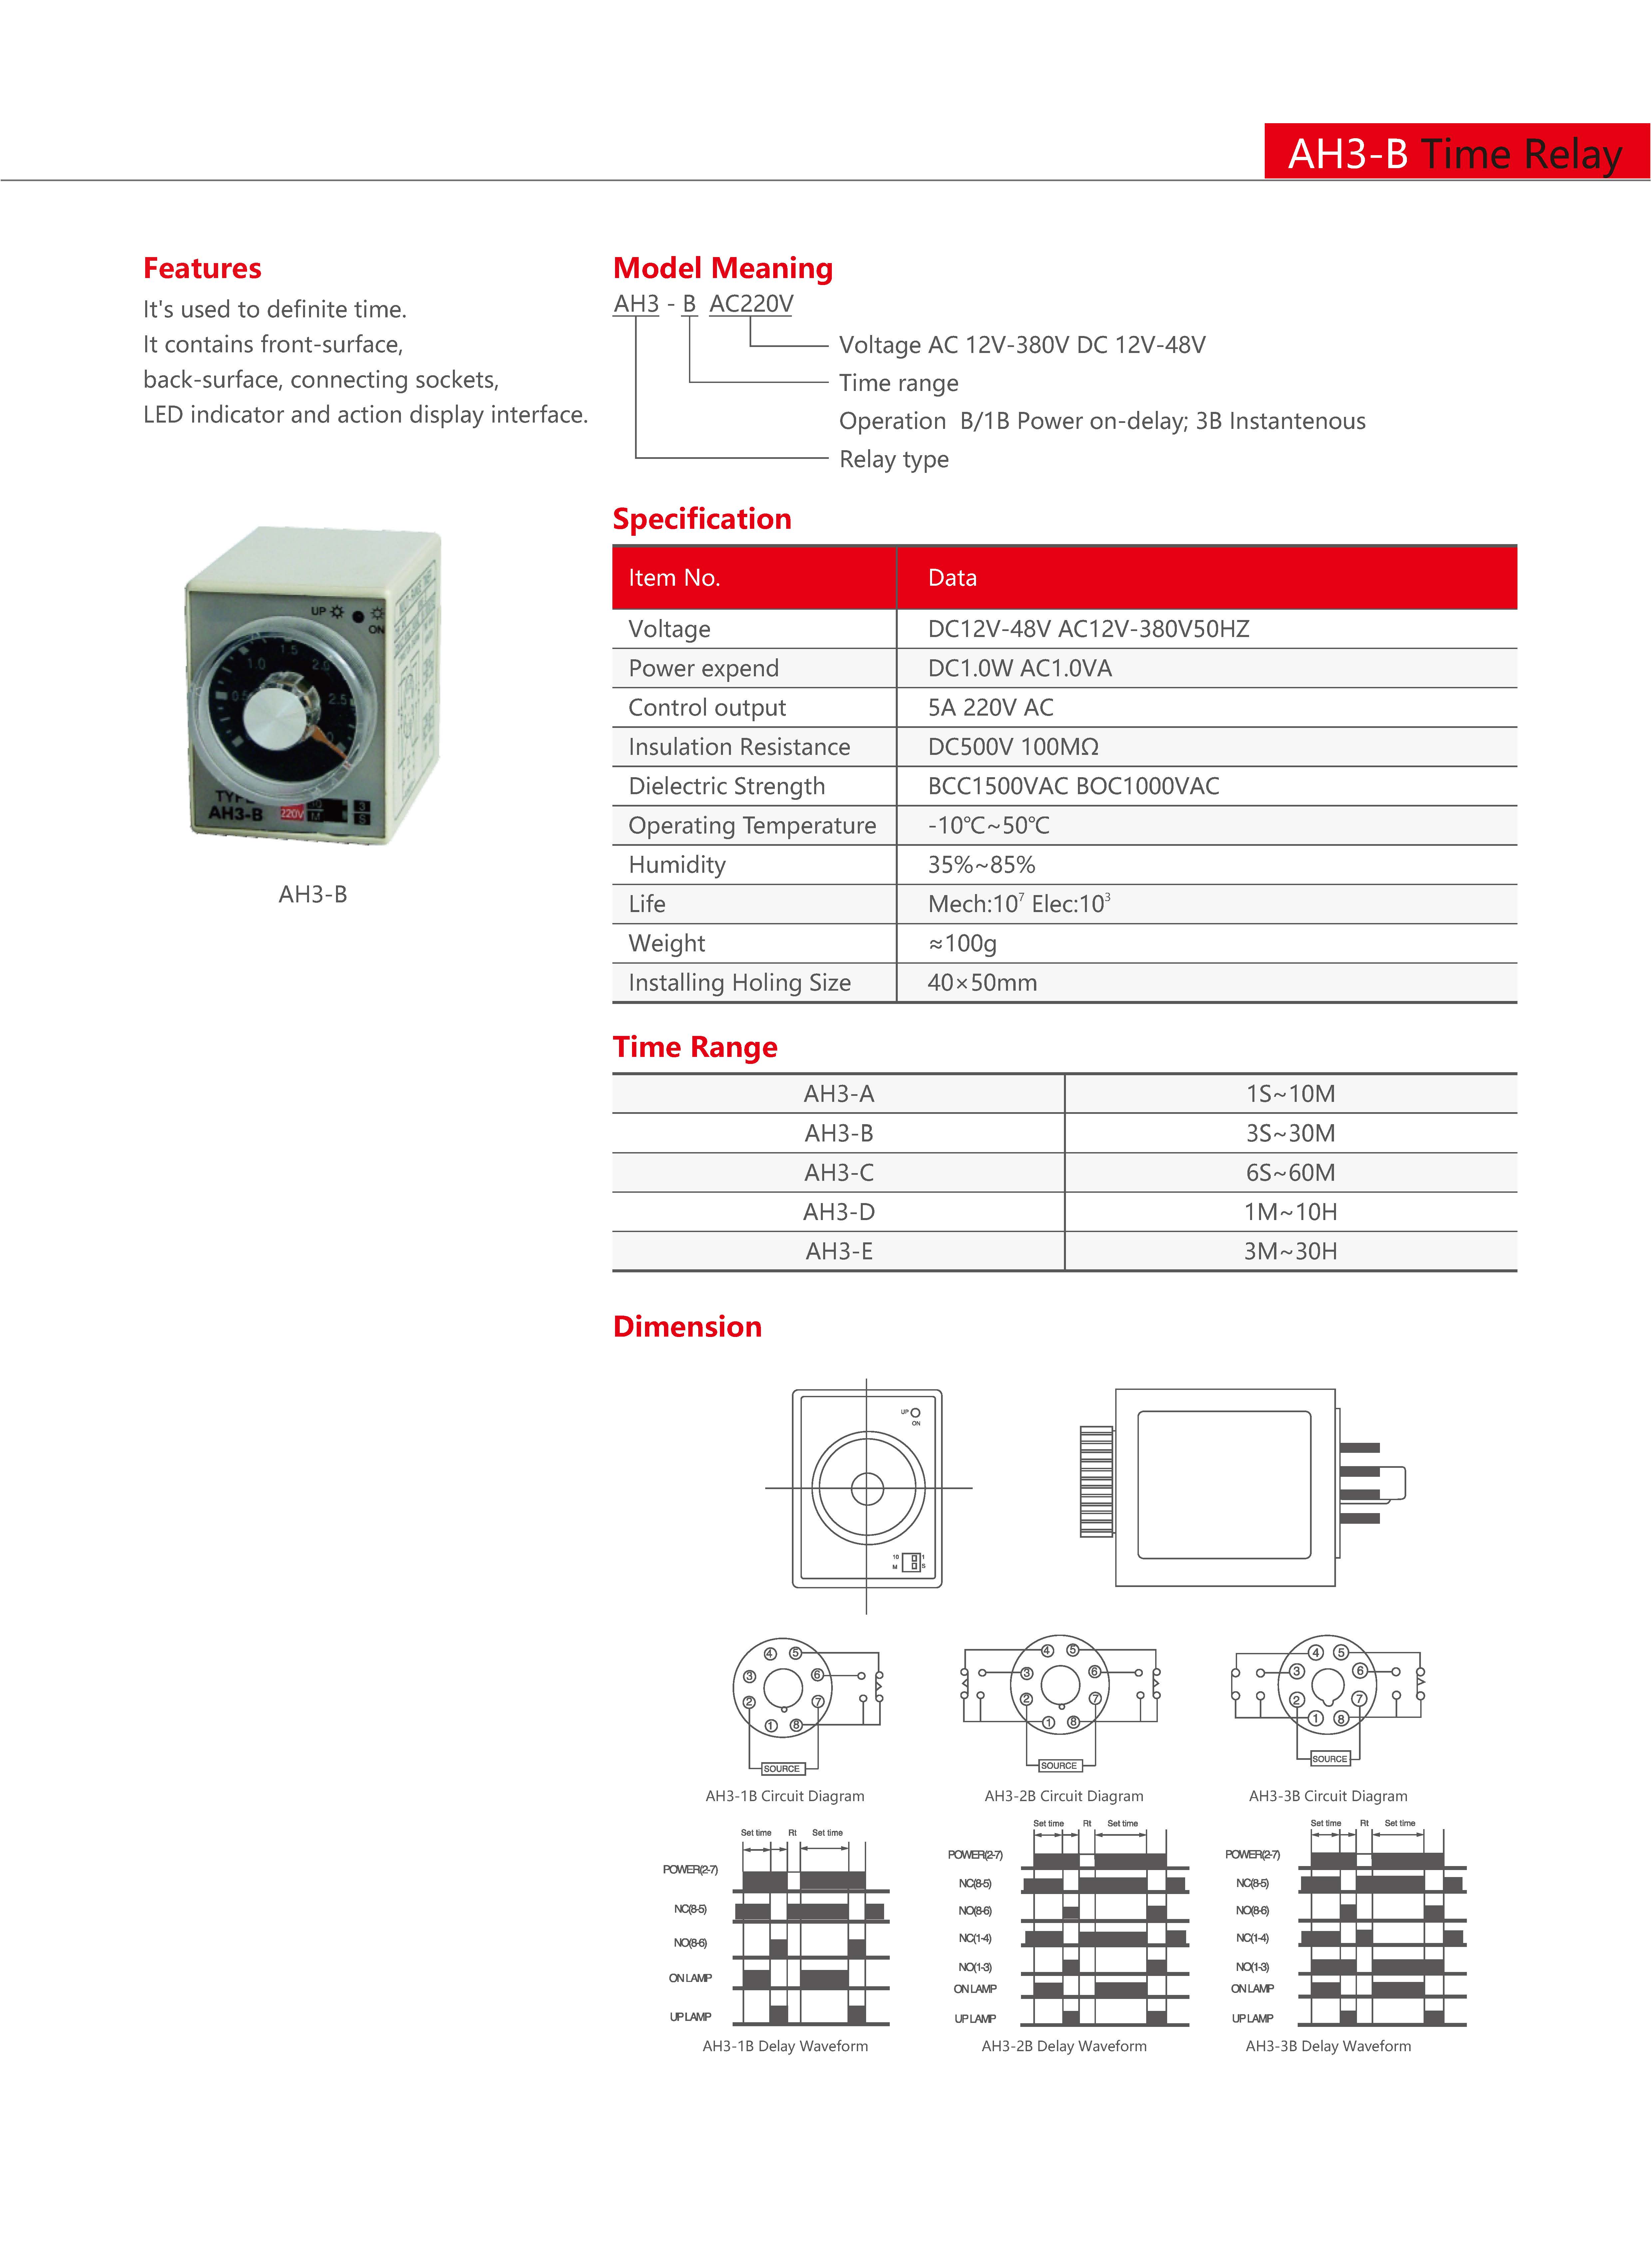 AH3-B Time Relay
Features
It's used to definite time.
It contains front-surface,
back-surface, connecting sockets,
LED indicator and action display interface.
UP
ON
0.5
1.0
1.5
2.0
2.5
AH3-B
220V
M
3
S
AH3-B
Model Meaning
AH3 - B AC220V
Voltage AC 12V-380V DC 12V-48V
Time range
Operation B/1B Power on-delay; 3B Instantenous
Relay type
Specification
Item No. Data
Voltage DC12V-48V AC12V-380V50HZ
Power expend DC1.0W AC1.0VA
Control output 5A 220V AC
Insulation Resistance DC500V 100MΩ
Dielectric Strength BCC1500VAC BOC1000VAC
Operating Temperature -10℃~50℃
Humidity 35%~85%
Life Mech:10⁷ Elec:10³
Weight ≈100g
Installing Holing Size 40×50mm
Time Range
AH3-A 1S~10M
AH3-B 3S~30M
AH3-C 6S~60M
AH3-D 1M~10H
AH3-E 3M~30H
Dimension
UP
ON
10 1
M S
4 5
3 6
2 7
1 8
SOURCE
AH3-1B Circuit Diagram
4 5
3 6
2 7
1 8
SOURCE
AH3-2B Circuit Diagram
4 5
3 6
2 7
1 8
SOURCE
AH3-3B Circuit Diagram
Set time Rt Set time
POWER(2-7)
NC(8-5)
NO(8-6)
ON LAMP
UP LAMP
AH3-1B Delay Waveform
Set time Rt Set time
POWER(2-7)
NC(8-5)
NO(8-6)
NC(1-4)
NO(1-3)
ON LAMP
UP LAMP
AH3-2B Delay Waveform
Set time Rt Set time
POWER(2-7)
NC(8-5)
NO(8-6)
NC(1-4)
NO(1-3)
ON LAMP
UP LAMP
AH3-3B Delay Waveform